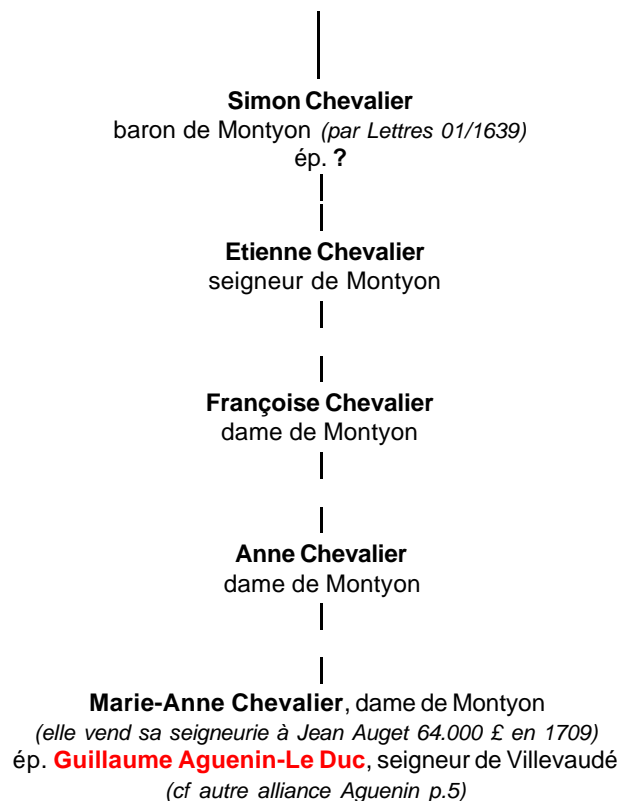 Simon Chevalier
baron de Montyon (par Lettres 01/1639)
ép. ?
Etienne Chevalier
seigneur de Montyon
Françoise Chevalier
dame de Montyon
Anne Chevalier
dame de Montyon
Marie-Anne Chevalier, dame de Montyon
(elle vend sa seigneurie à Jean Auget 64.000 £ en 1709)
ép. Guillaume Aguenin-Le Duc, seigneur de Villevaudé
(cf autre alliance Aguenin p.5)